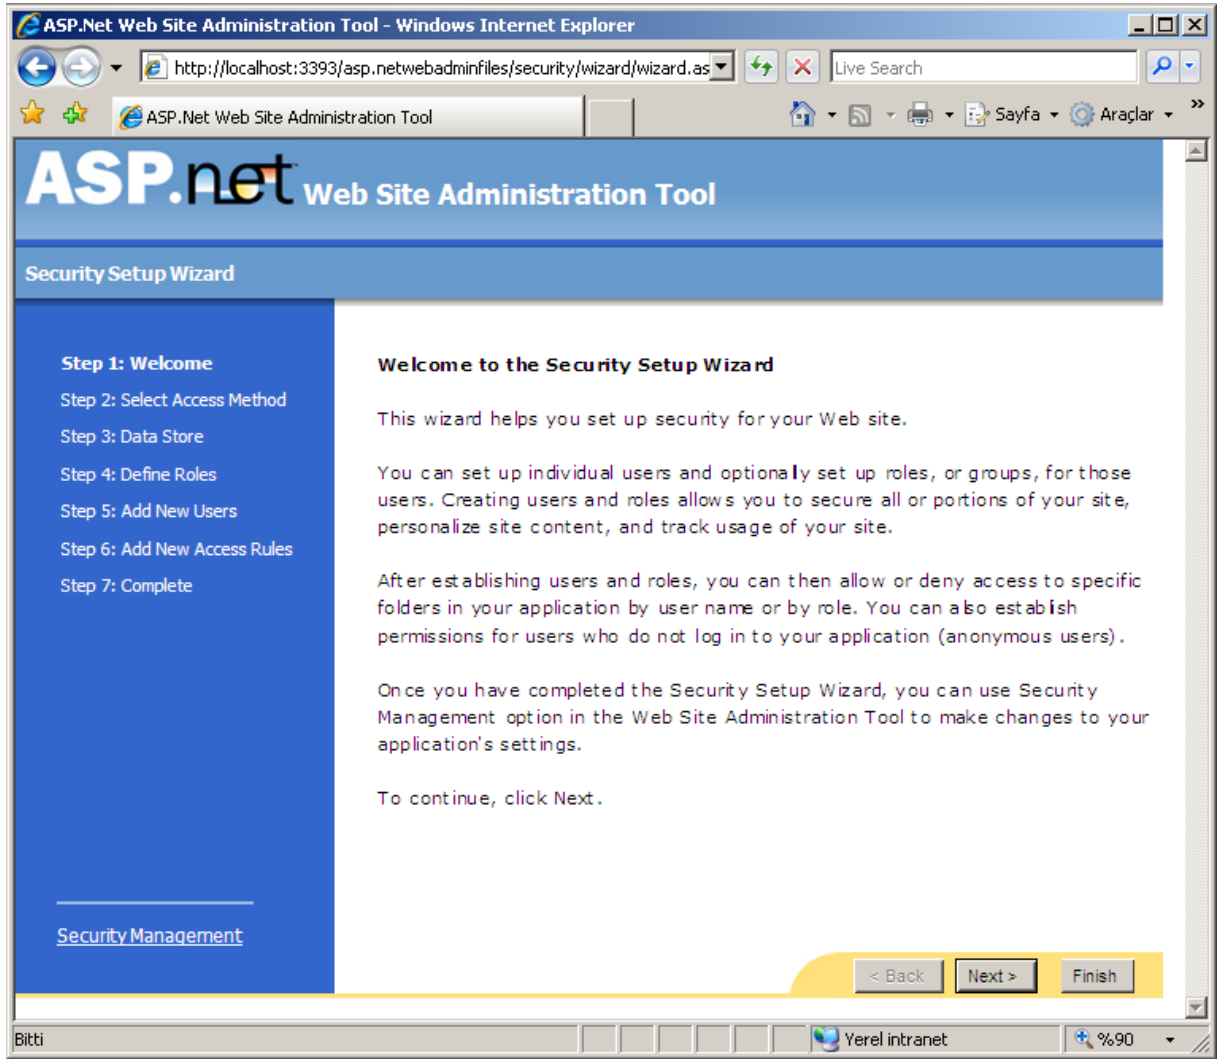 ASP.Net Web Site Administration Tool - Windows Internet Explorer
http://localhost:3393/asp.netwebadminfiles/security/wizard/wizard.as
Live Search
ASP.Net Web Site Administration Tool
Sayfa
Araçlar
»
ASP.net Web Site Administration Tool
Security Setup Wizard
Step 1: Welcome
Step 2: Select Access Method
Step 3: Data Store
Step 4: Define Roles
Step 5: Add New Users
Step 6: Add New Access Rules
Step 7: Complete
Security Management
Welcome to the Security Setup Wizard
This wizard helps you set up security for your Web site.
You can set up individual users and optionally set up roles, or groups, for those
users. Creating users and roles allows you to secure all or portions of your site,
personalize site content, and track usage of your site.
After establishing users and roles, you can then allow or deny access to specific
folders in your application by user name or by role. You can also establish
permissions for users who do not log in to your application (anonymous users).
Once you have completed the Security Setup Wizard, you can use Security
Management option in the Web Site Administration Tool to make changes to your
application's settings.
To continue, click Next.
< Back
Next >
Finish
Bitti
Yerel intranet
%90